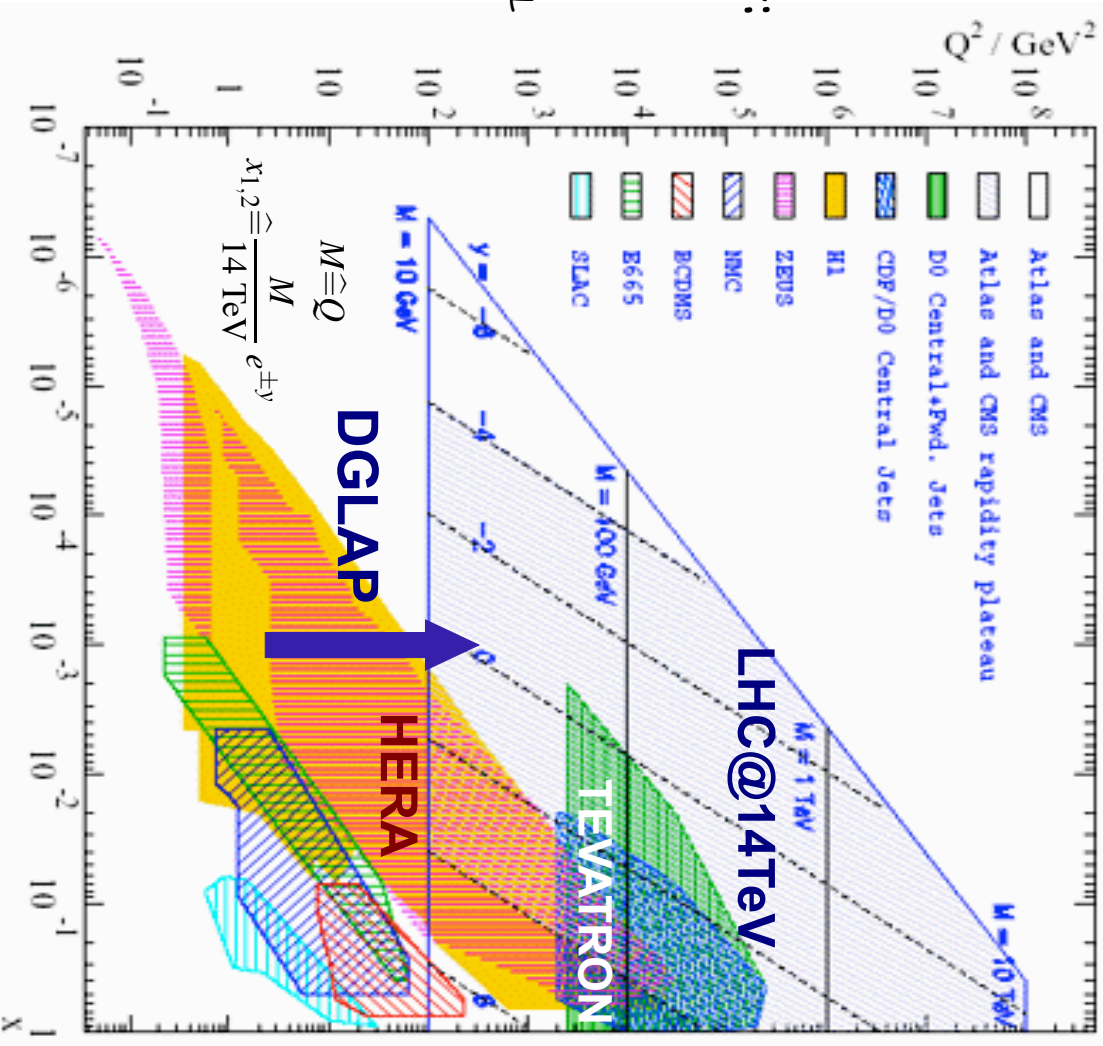 Q² / GeV²
10⁸
10⁷
10⁶
10⁵
10⁴
10³
10²
10
1
10⁻¹
Atlas and CMS
Atlas and CMS rapidity plateau
D0 Central+Fwd. Jets
CDF/D0 Central Jets
H1
ZEUS
NMC
BCDMS
E665
SLAC
M = 10 TeV
M = 1 TeV
LHC@14TeV
M = 100 GeV
TEVATRON
M = 10 GeV
y = −6 −4 −2 0 6
M≙Q
x₁,₂≙M/14 TeV e^±y
DGLAP
HERA
10⁻⁷ 10⁻⁶ 10⁻⁵ 10⁻⁴ 10⁻³ 10⁻² 10⁻¹ 1
x